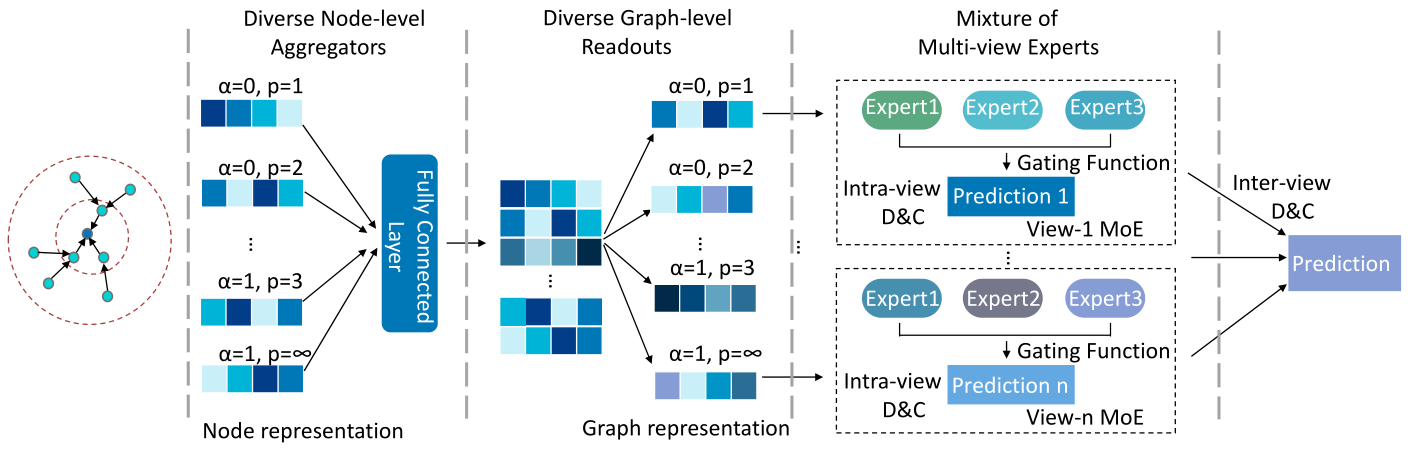 Diverse Node-level
Aggregators
α=0, p=1
α=0, p=2
...
α=1, p=3
α=1, p=∞
Node representation
Fully Connected
Layer
Diverse Graph-level
Readouts
...
α=0, p=1
α=0, p=2
...
α=1, p=3
α=1, p=∞
Graph representation
...
Mixture of
Multi-view Experts
Expert1 Expert2 Expert3
Gating Function
Intra-view
D&C
Prediction 1
View-1 MoE
...
Expert1 Expert2 Expert3
Gating Function
Intra-view
D&C
Prediction n
View-n MoE
Inter-view
D&C
Prediction